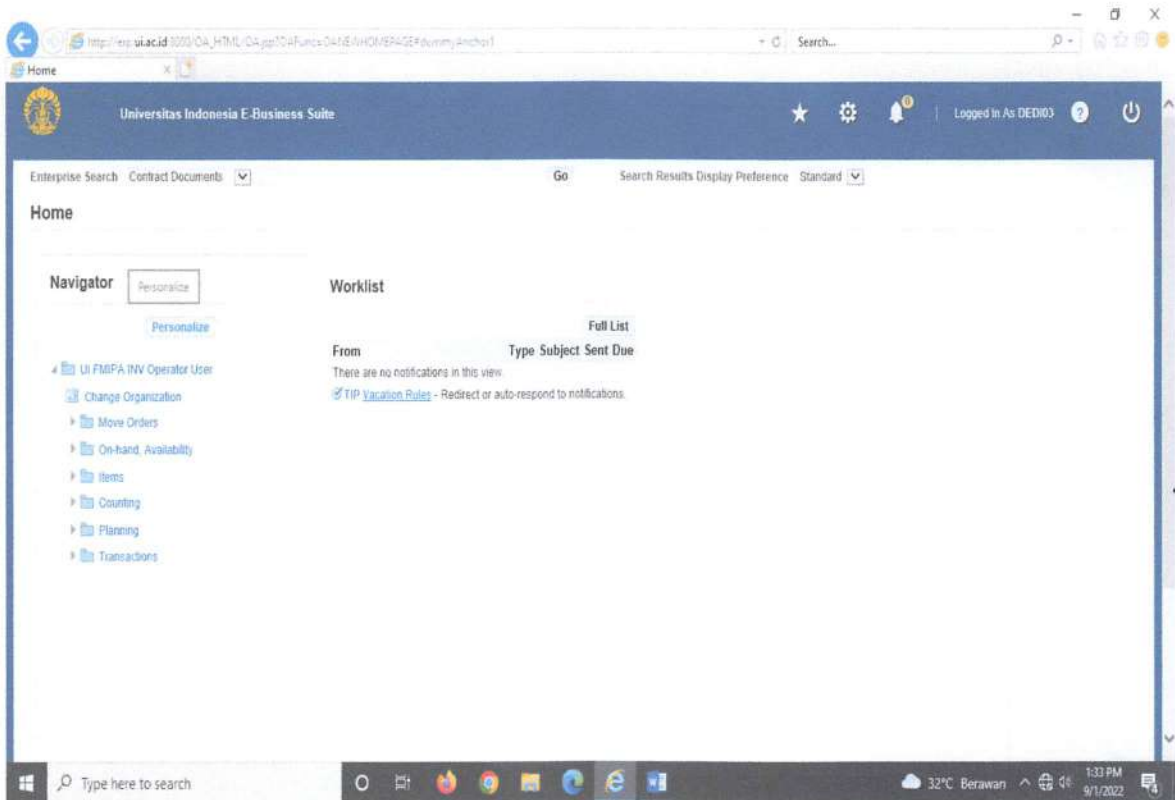 Search...
Home
Universitas Indonesia E-Business Suite
Logged In As DEDI03
Enterprise Search Contract Documents Go Search Results Display Preference Standard
Home
Navigator Personalize
Worklist
Personalize
Full List
From Type Subject Sent Due
There are no notifications in this view.
TIP Vacation Rules - Redirect or auto-respond to notifications.
UI FMIPA INV Operator User
Change Organization
Move Orders
On-hand, Availability
Items
Counting
Planning
Transactions
Type here to search
32°C Berawan
1:33 PM
9/1/2022